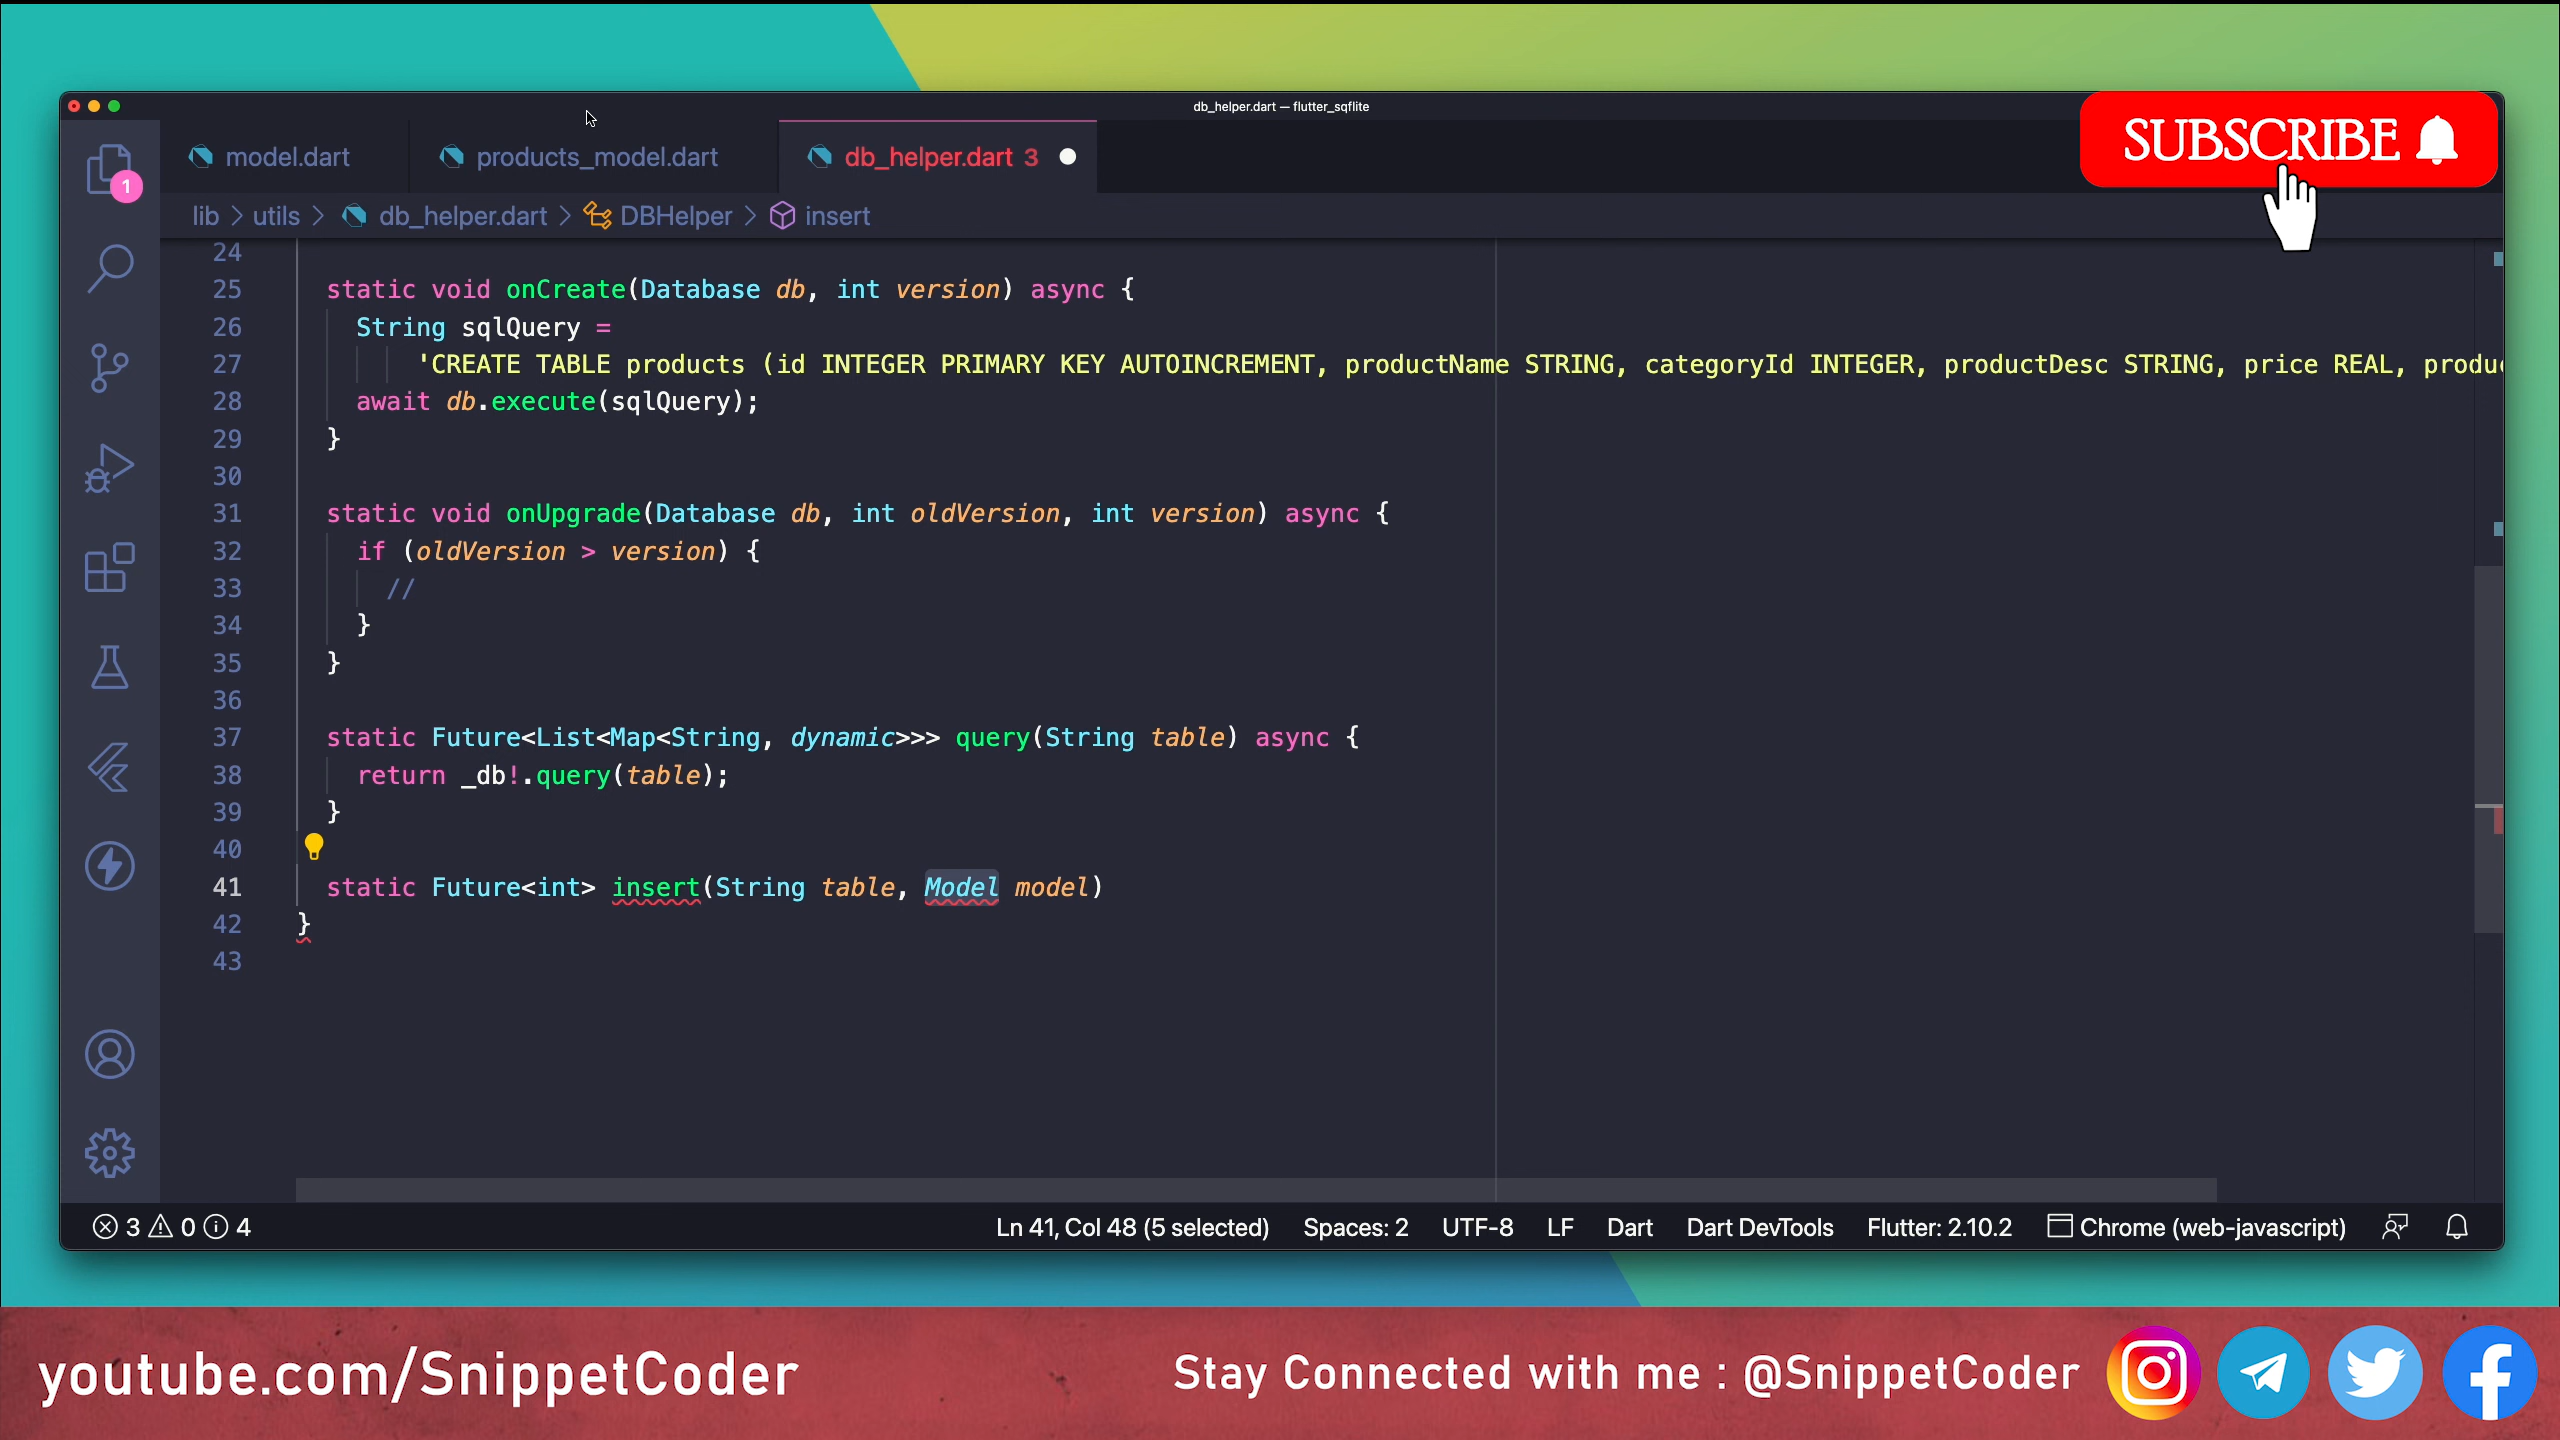 db_helper.dart — flutter_sqflite
SUBSCRIBE
model.dart
products_model.dart
db_helper.dart 3
1
lib > utils > db_helper.dart > DBHelper > insert
24
25 static void onCreate(Database db, int version) async {
26 String sqlQuery =
27 'CREATE TABLE products (id INTEGER PRIMARY KEY AUTOINCREMENT, productName STRING, categoryId INTEGER, productDesc STRING, price REAL, produc
28 await db.execute(sqlQuery);
29 }
30
31 static void onUpgrade(Database db, int oldVersion, int version) async {
32 if (oldVersion > version) {
33 //
34 }
35 }
36
37 static Future<List<Map<String, dynamic>>> query(String table) async {
38 return _db!.query(table);
39 }
40
41 static Future<int> insert(String table, Model model)
42 }
43
3 0 4 Ln 41, Col 48 (5 selected) Spaces: 2 UTF-8 LF Dart Dart DevTools Flutter: 2.10.2 Chrome (web-javascript)
youtube.com/SnippetCoder
Stay Connected with me : @SnippetCoder